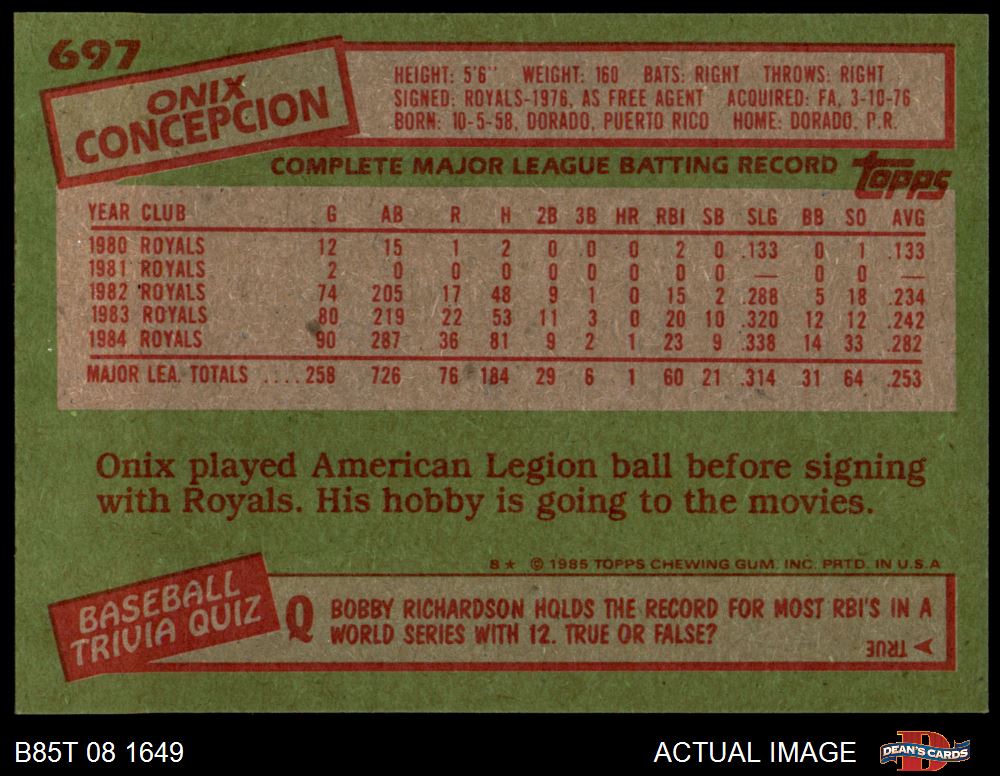 697
ONIX
CONCEPCION
HEIGHT: 5'6" WEIGHT: 160 BATS: RIGHT THROWS: RIGHT
SIGNED: ROYALS-1976, AS FREE AGENT ACQUIRED: FA, 3-10-76
BORN: 10-5-58, DORADO, PUERTO RICO HOME: DORADO, P.R.
COMPLETE MAJOR LEAGUE BATTING RECORD
topps
YEAR CLUB G AB R H 2B 3B HR RBI SB SLG BB SO AVG
1980 ROYALS 12 15 1 2 0 0 0 2 0 .133 0 1 .133
1981 ROYALS 2 0 0 0 0 0 0 0 0 — 0 0 —
1982 ROYALS 74 205 17 48 9 1 0 15 2 .288 5 18 .234
1983 ROYALS 80 219 22 53 11 3 0 20 10 .320 12 12 .242
1984 ROYALS 90 287 36 81 9 2 1 23 9 .338 14 33 .282
MAJOR LEA. TOTALS ....258 726 76 184 29 6 1 60 21 .314 31 64 .253
Onix played American Legion ball before signing
with Royals. His hobby is going to the movies.
B★ © 1985 TOPPS CHEWING GUM, INC. PRTD. IN U.S.A
BASEBALL
TRIVIA QUIZ
Q BOBBY RICHARDSON HOLDS THE RECORD FOR MOST RBI'S IN A
WORLD SERIES WITH 12. TRUE OR FALSE?
TRUE
B85T 08 1649
ACTUAL IMAGE
D
DEAN'S CARDS